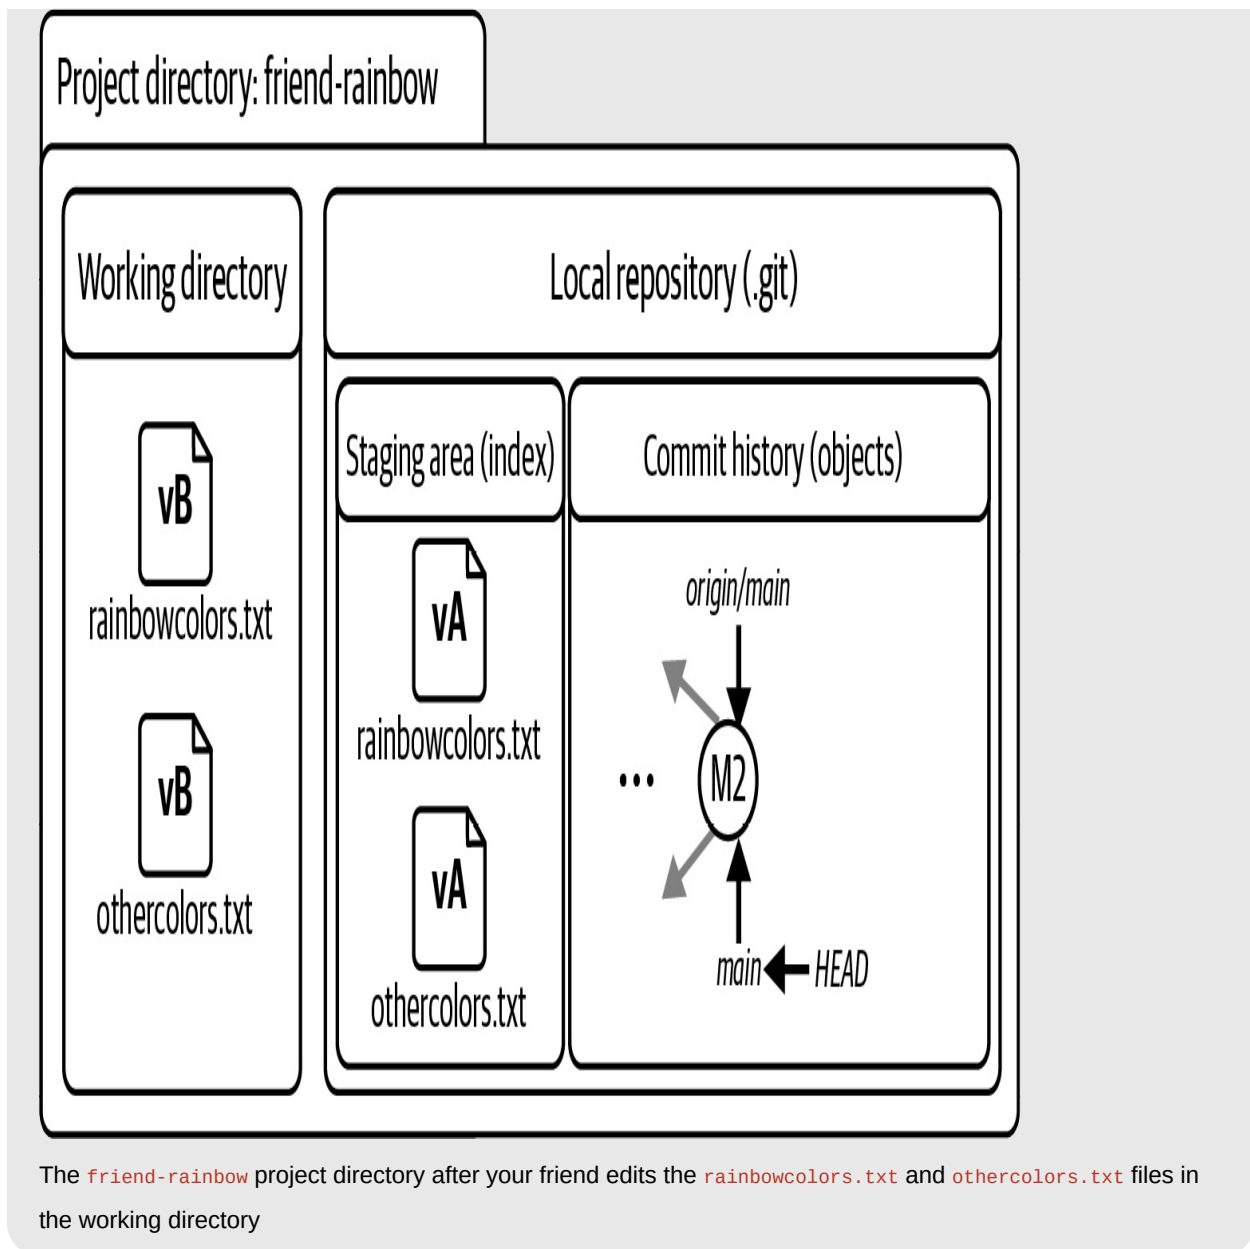 Project directory: friend-rainbow
Working directory
Local repository (.git)
Staging area (index)
Commit history (objects)
vB
rainbowcolors.txt
vB
othercolors.txt
vA
rainbowcolors.txt
vA
othercolors.txt
origin/main
... M2
main HEAD
The friend-rainbow project directory after your friend edits the rainbowcolors.txt and othercolors.txt files in
the working directory